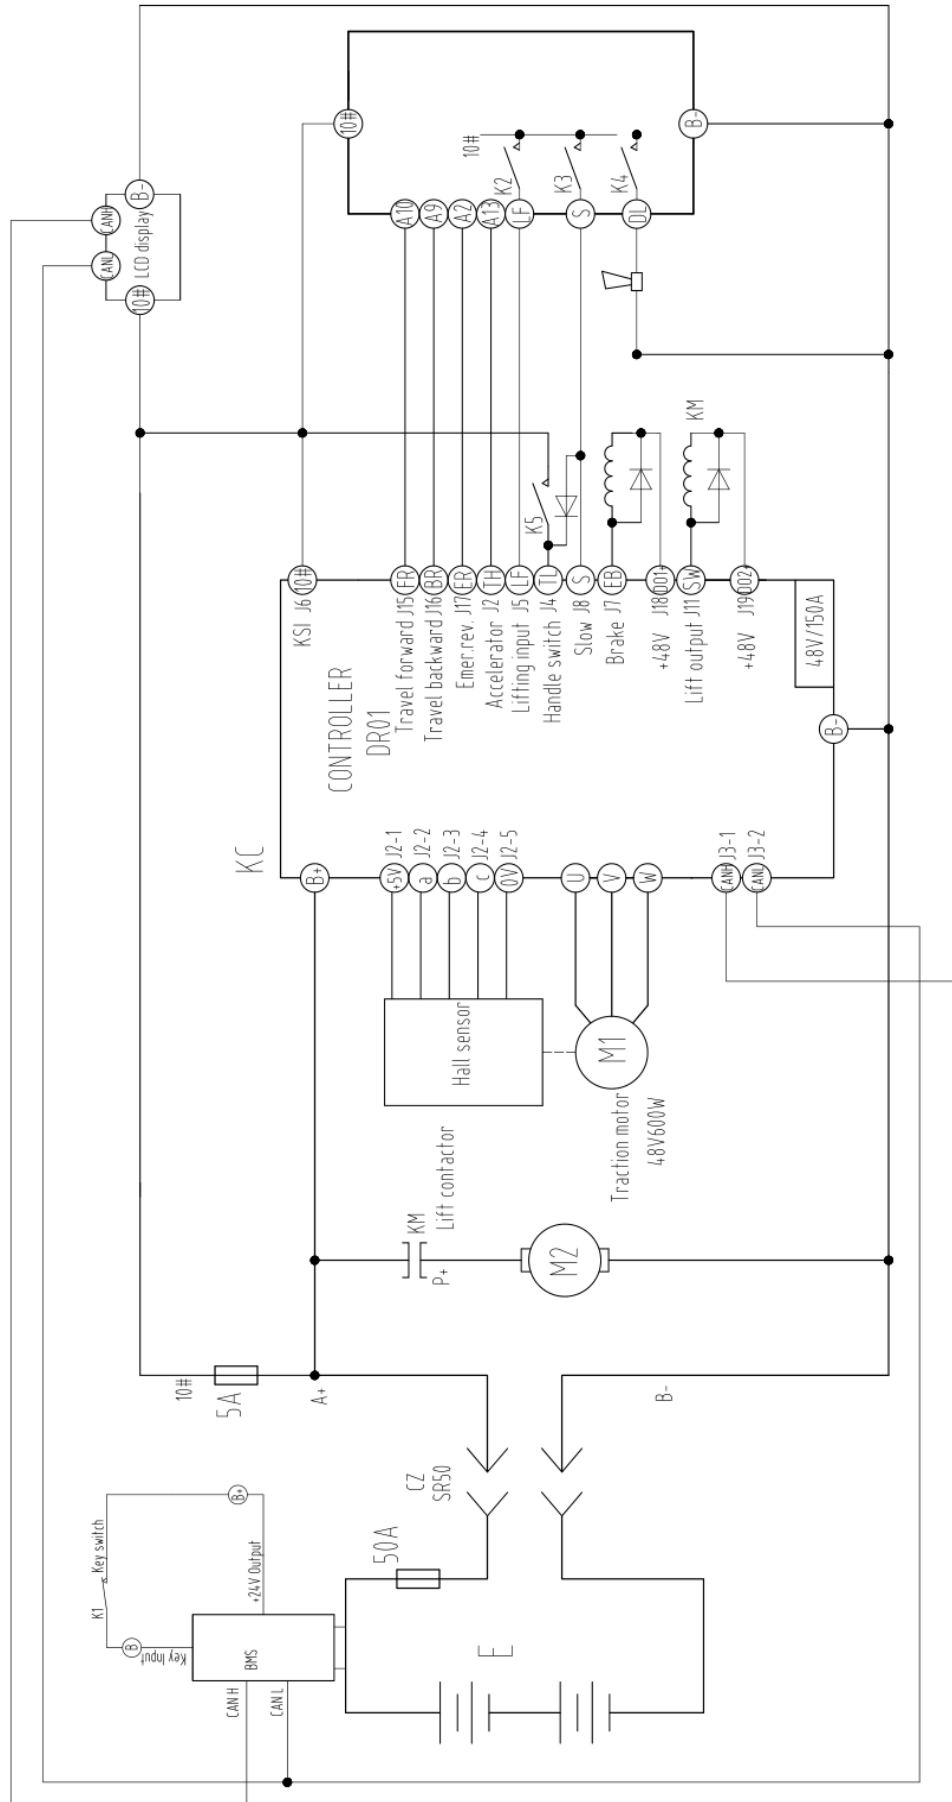 10#
B-
10#
K2
K3
K4
A10
A9
A2
A13
LF
S
DL
B-
CANH
CANL
LCD display
10#
KM
K5
10#
FR
BR
ER
TH
LF
TL
S
EB
001+
SW
002+
KSI J6
Travel forward J15
Travel backward J16
Emer.rev. J17
Accelerator J2
Lifting input J5
Handle switch J4
Slow J8
Brake J7
+48V J18
Lift output J11
+48V J19
48V/150A
CONTROLLER
DR01
B-
KC
B+
+5V J2-1
a J2-2
b J2-3
c J2-4
0V J2-5
U
V
W
CANH J3-1
CANL J3-2
Hall sensor
M1
Traction motor
48V600W
KM
Lift contactor
P+
M2
10#
5A
A+
B-
CZ
SR50
50A
E
K1
Key switch
B+
B
+24V Output
Key Input
BMS
CAN H
CAN L